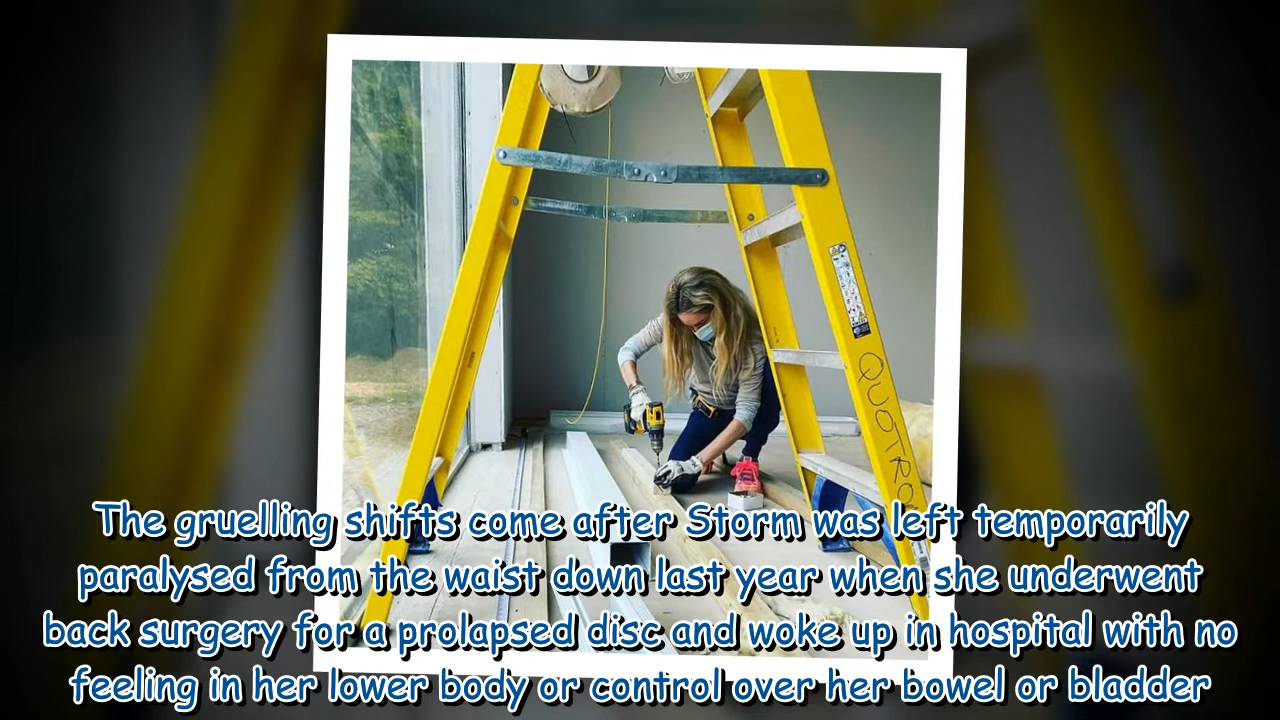 QUOTRO
The gruelling shifts come after Storm was left temporarily
paralysed from the waist down last year when she underwent
back surgery for a prolapsed disc and woke up in hospital with no
feeling in her lower body or control over her bowel or bladder